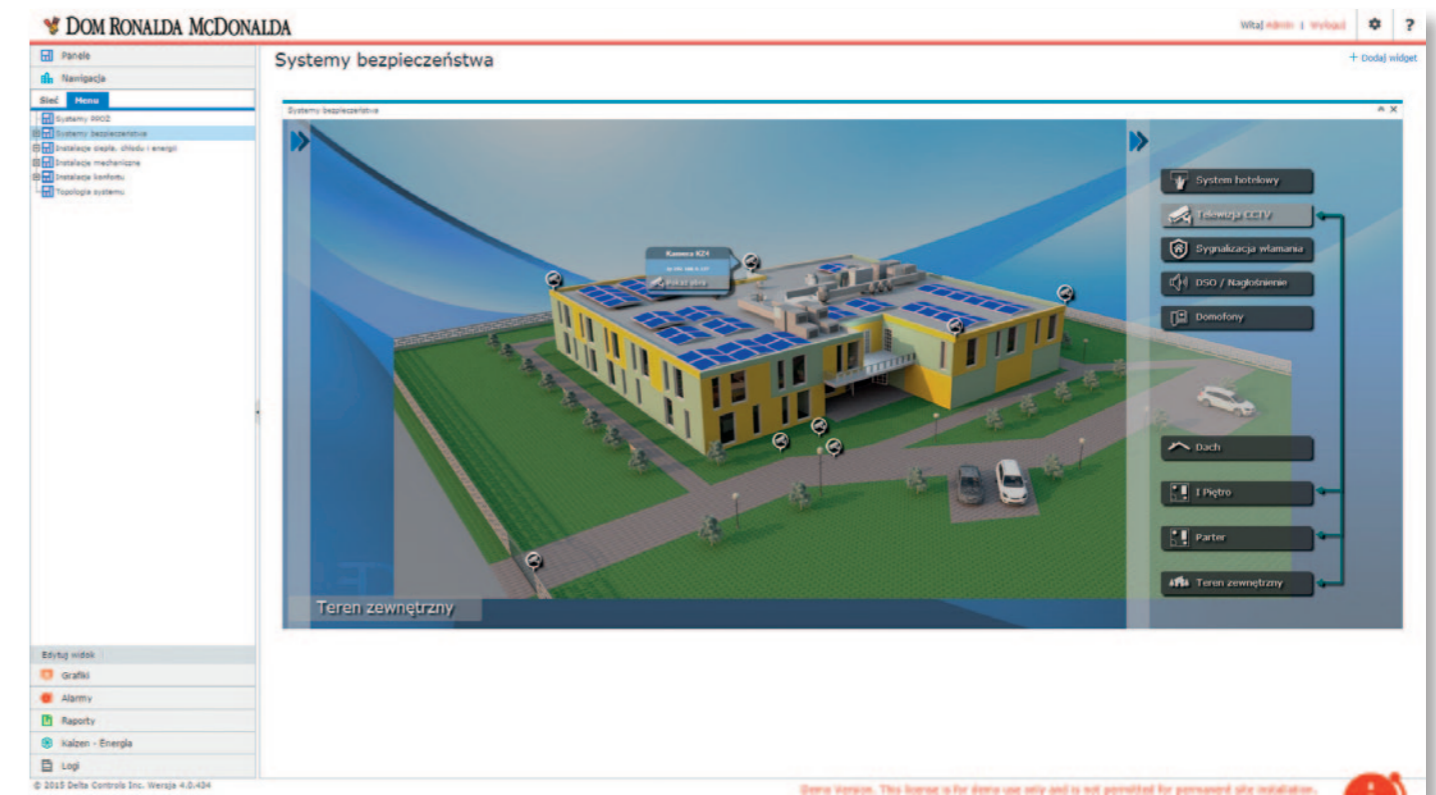 DOM RONALDA MCDONALDA
Witaj Admin | Wyloguj
?
Panele
Nawigacja
Sieć Menu
Systemy PPOŻ
Systemy bezpieczeństwa
Instalacje ciepła, chłodu i energii
Instalacje mechaniczne
Instalacje komfortu
Topologia systemu
Edytuj widok
Grafiki
Alarmy
Raporty
Kaizen - Energia
Logi
© 2015 Delta Controls Inc. Wersja 4.0.434
Systemy bezpieczeństwa
+ Dodaj widget
Systemy bezpieczeństwa
Kamera KZ4
Pokaż obraz
Teren zewnętrzny
System hotelowy
Telewizja CCTV
Sygnalizacja włamania
DSO / Nagłośnienie
Domofony
Dach
I Piętro
Parter
Teren zewnętrzny
Demo Version. This license is for demo use only and is not permitted for permanent site installation.